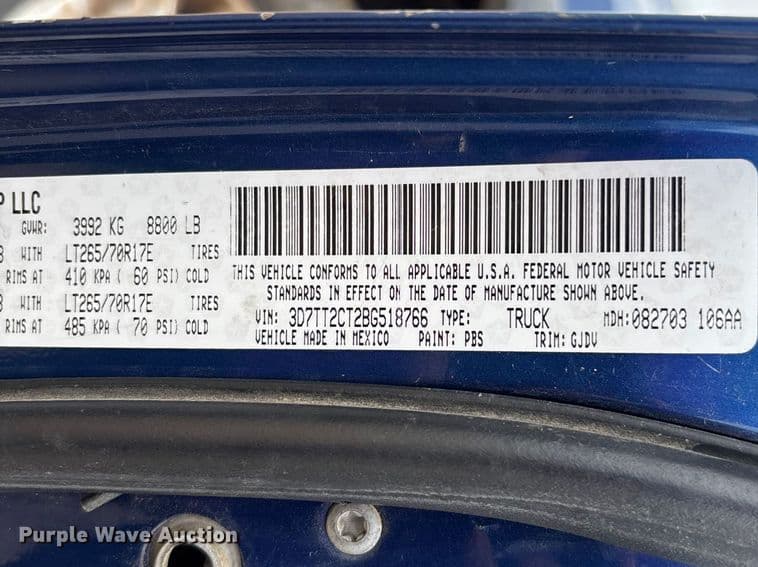 P LLC
GVWR: 3992 KG 8800 LB
WITH LT265/70R17E TIRES
RIMS AT 410 KPA ( 60 PSI) COLD
WITH LT265/70R17E TIRES
RIMS AT 485 KPA ( 70 PSI) COLD
THIS VEHICLE CONFORMS TO ALL APPLICABLE U.S.A. FEDERAL MOTOR VEHICLE SAFETY
STANDARDS IN EFFECT ON THE DATE OF MANUFACTURE SHOWN ABOVE.
VIN: 3D7TT2CT2BG518766 TYPE: TRUCK MDH: 082703 106AA
VEHICLE MADE IN MEXICO PAINT: PBS TRIM: GJDV
Purple Wave Auction